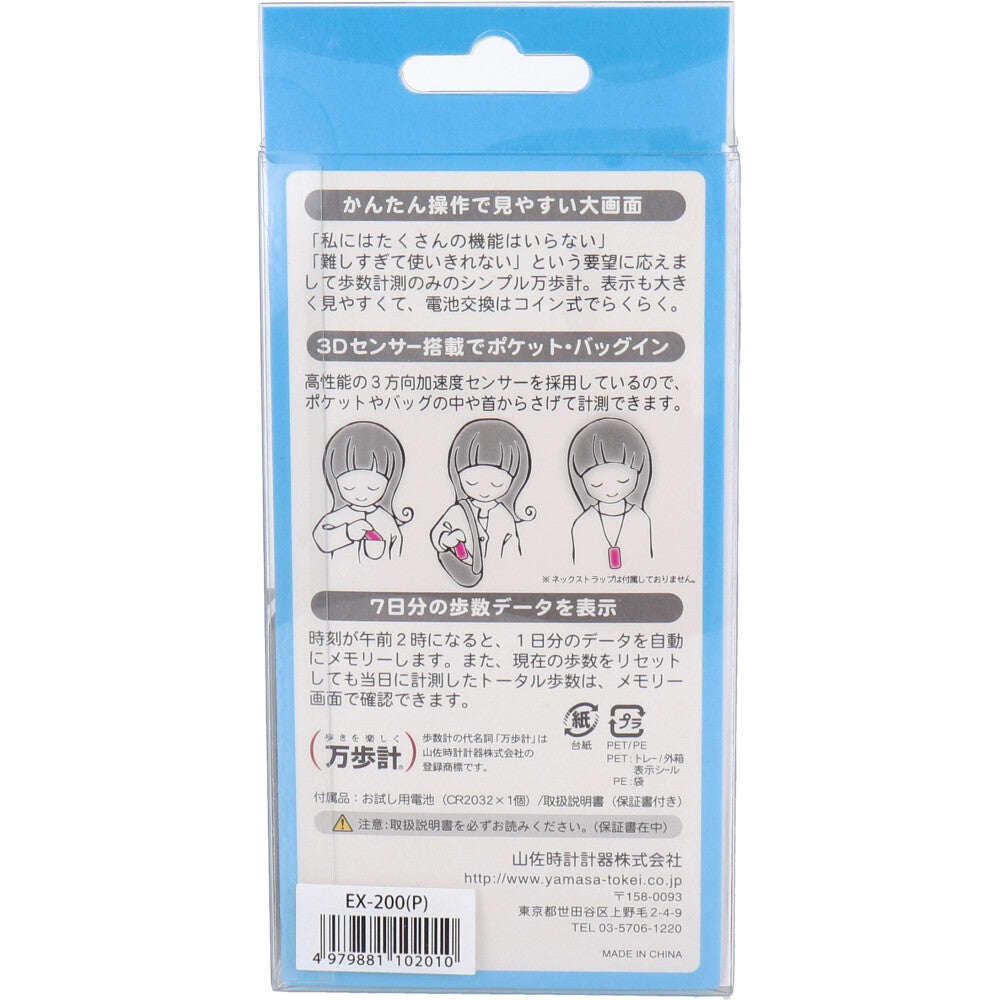 かんたん操作で見やすい大画面
「私にはたくさんの機能はいらない」
「難しすぎて使いきれない」という要望に応えま
して歩数計測のみのシンプル万歩計。表示も大き
く見やすくて、電池交換はコイン式でらくらく。
3Dセンサー搭載でポケット・バッグイン
高性能の3方向加速度センサーを採用しているので、
ポケットやバッグの中や首からさげて計測できます。
※ネックストラップは付属しておりません。
7日分の歩数データを表示
時刻が午前2時になると、1日分のデータを自動
にメモリーします。また、現在の歩数をリセット
しても当日に計測したトータル歩数は、メモリー
画面で確認できます。
歩きを楽しく
万歩計®
歩数計の代名詞「万歩計」は
山佐時計計器株式会社の
登録商標です。
紙
台紙
プラ
PET/PE
PET:トレー/外箱
表示シール
PE:袋
付属品:お試し用電池(CR2032×1個)/取扱説明書(保証書付き)
注意:取扱説明書を必ずお読みください。(保証書在中)
山佐時計計器株式会社
http://www.yamasa-tokei.co.jp
〒158-0093
東京都世田谷区上野毛2-4-9
TEL 03-5706-1220
MADE IN CHINA
EX-200(P)
4 979881 102010